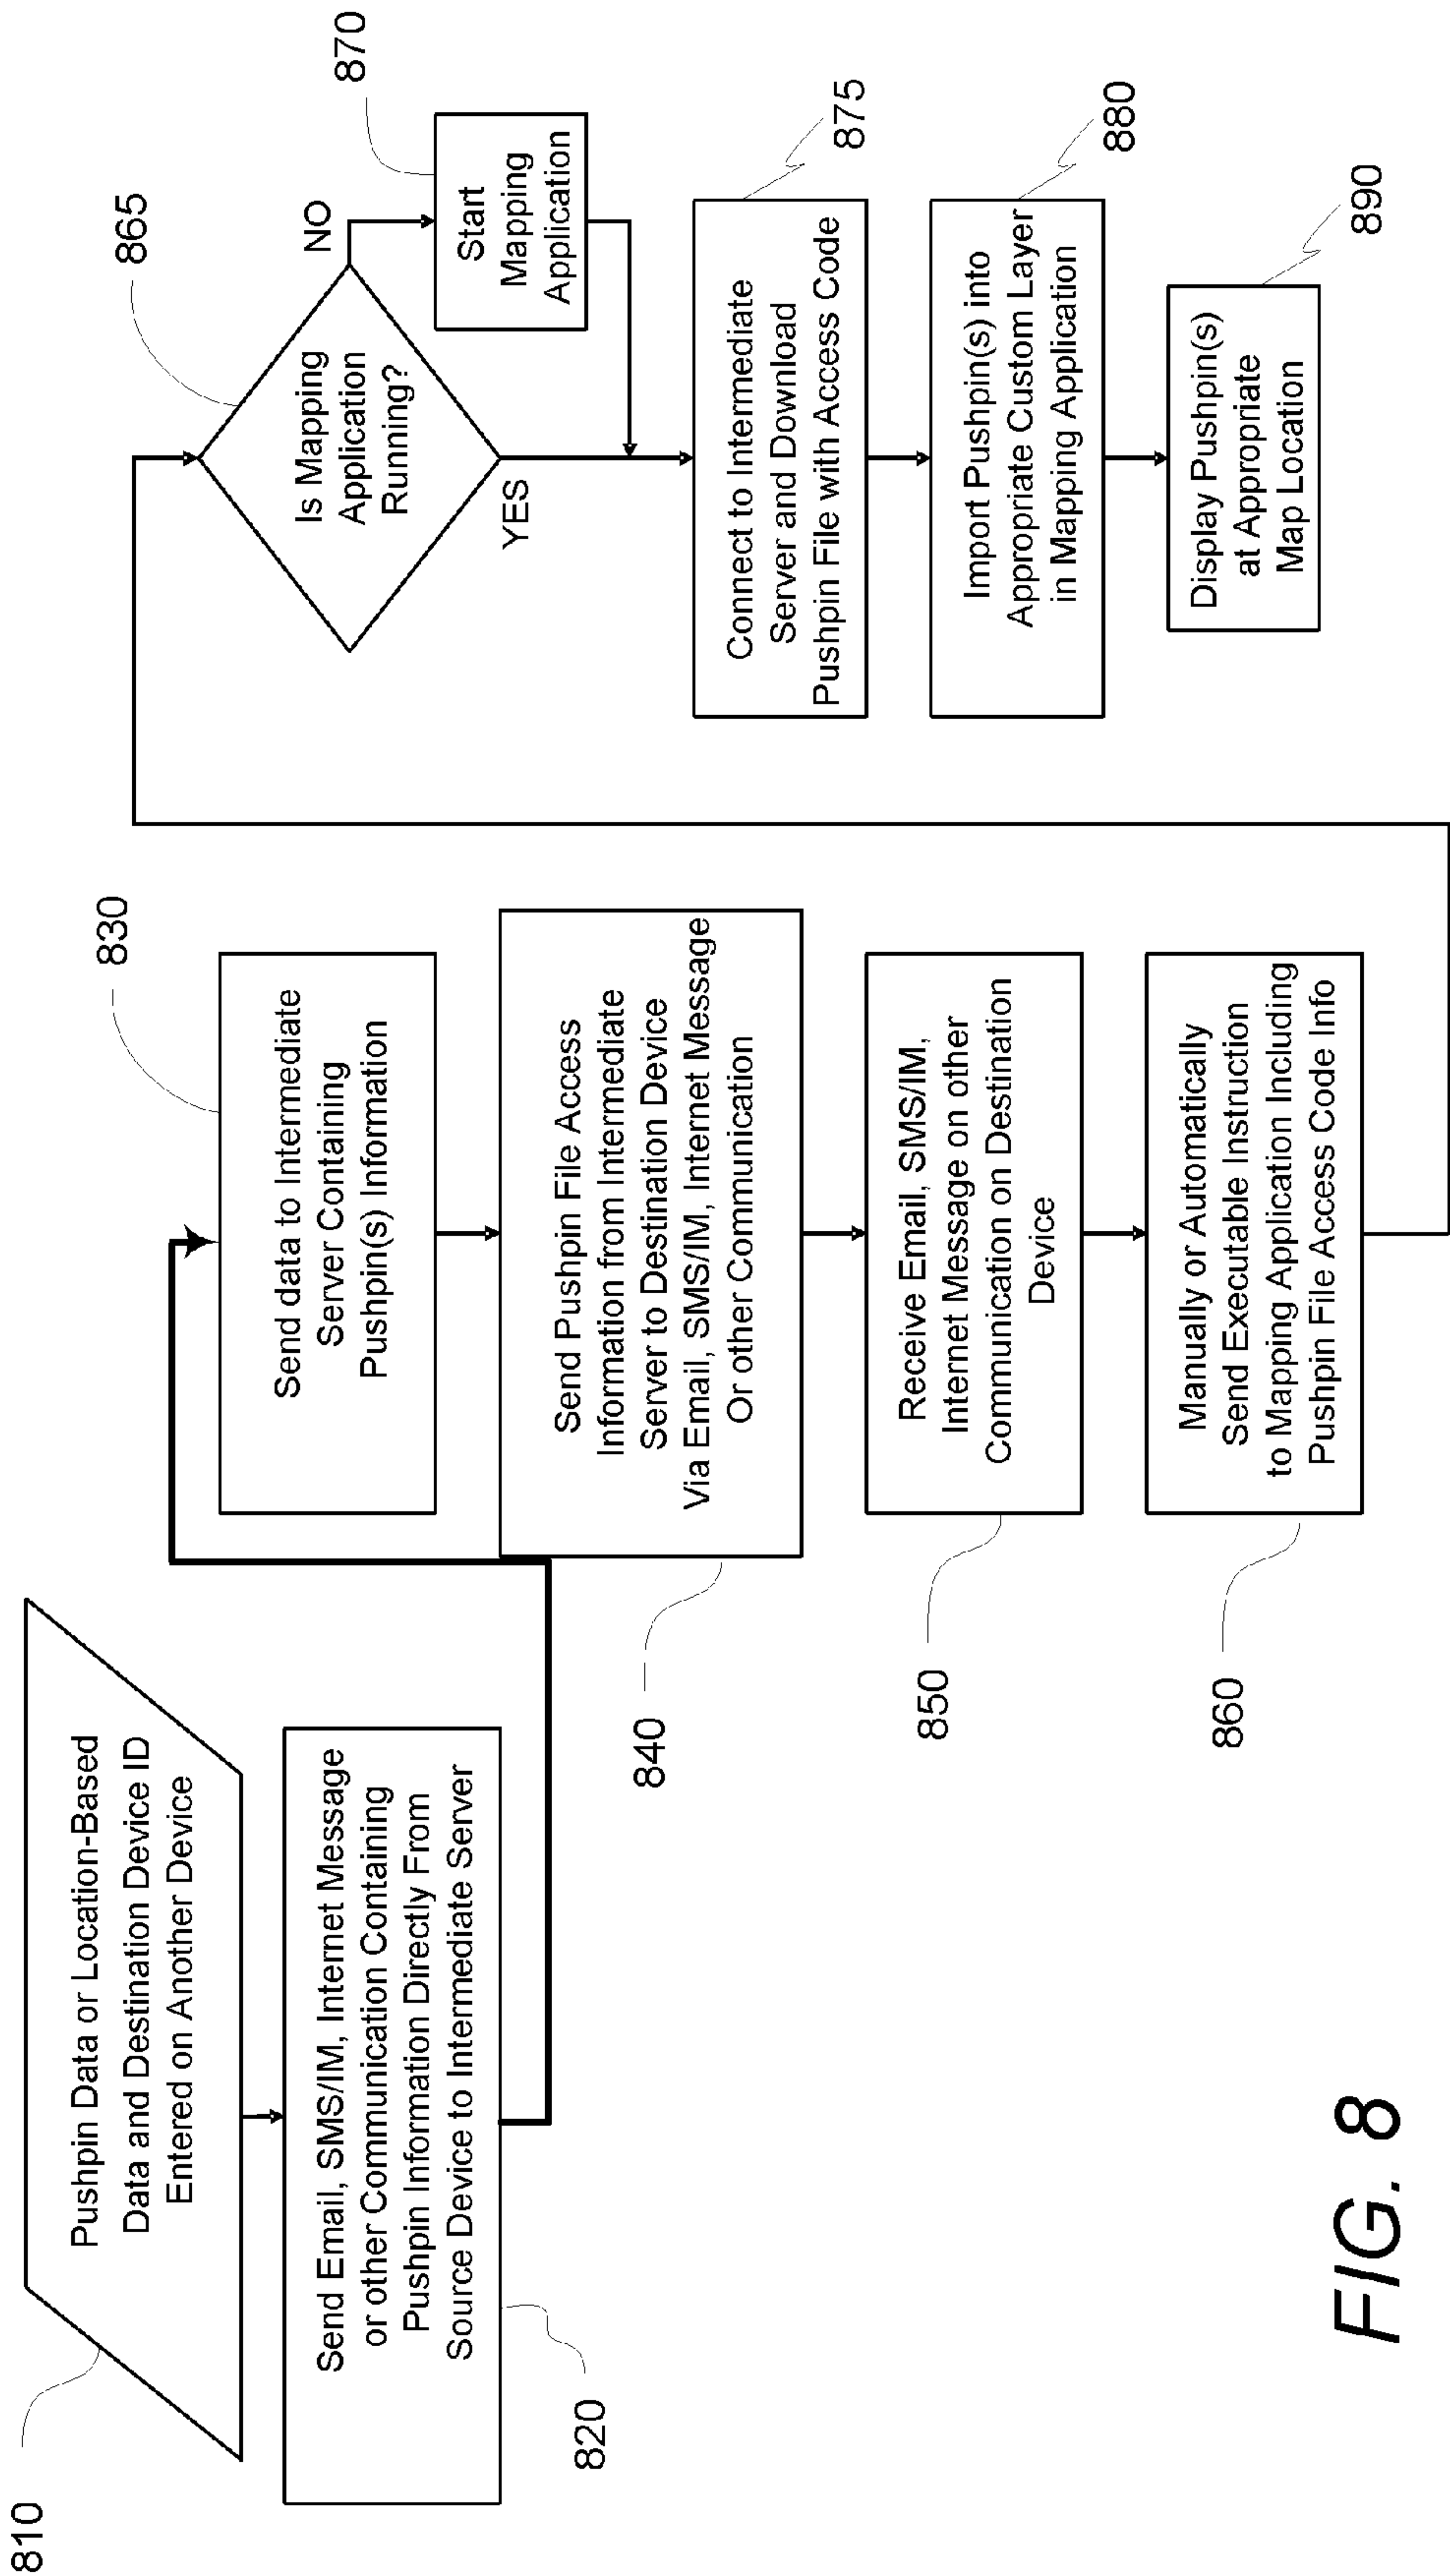 810
Pushpin Data or Location-Based
Data and Destination Device ID
Entered on Another Device
Send Email, SMS/IM, Internet Message
or other Communication Containing
Pushpin Information Directly From
Source Device to Intermediate Server
820
830
Send data to Intermediate
Server Containing
Pushpin(s) Information
Send Pushpin File Access
Information from Intermediate
Server to Destination Device
Via Email, SMS/IM, Internet Message
Or other Communication
840
Receive Email, SMS/IM,
Internet Message on other
Communication on Destination
Device
850
Manually or Automatically
Send Executable Instruction
to Mapping Application Including
Pushpin File Access Code Info
860
865
Is Mapping
Application
Running?
NO
YES
870
Start
Mapping
Application
Connect to Intermediate
Server and Download
Pushpin File with Access Code
875
Import Pushpin(s) into
Appropriate Custom Layer
in Mapping Application
880
Display Pushpin(s)
at Appropriate
Map Location
890
FIG. 8